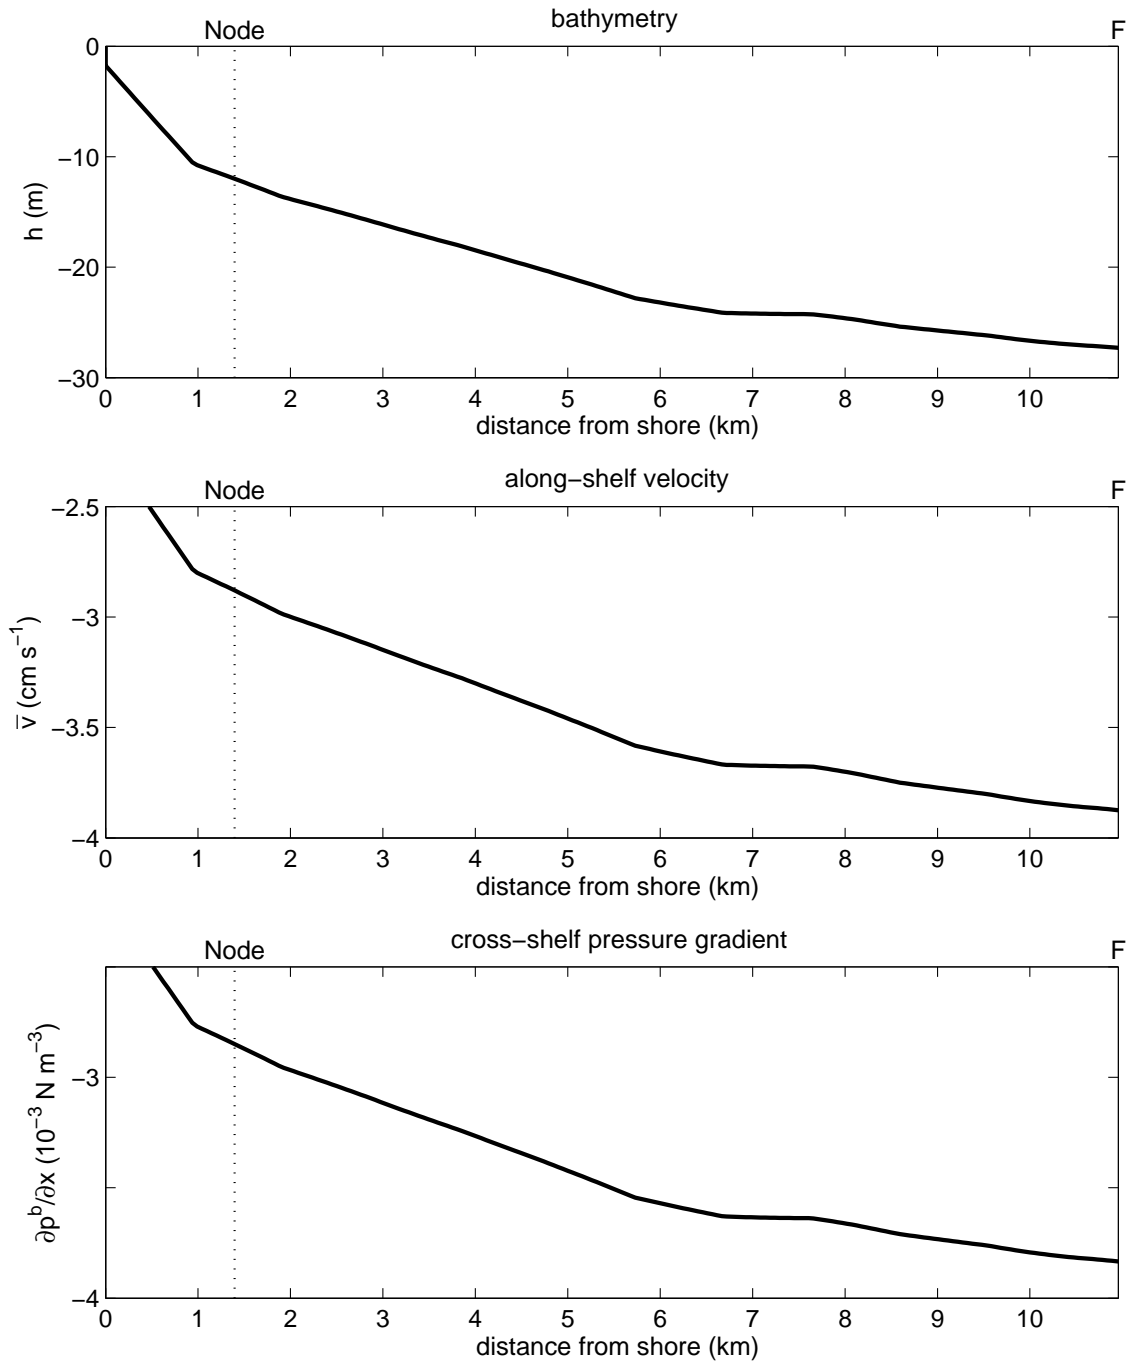 bathymetry
Node F
0
−10
−20
−30
h (m)
0 1 2 3 4 5 6 7 8 9 10
distance from shore (km)
along−shelf velocity
Node F
−2.5
−3
−3.5
−4
v̅ (cm s⁻¹)
0 1 2 3 4 5 6 7 8 9 10
distance from shore (km)
cross−shelf pressure gradient
Node F
−3
−4
∂pᵇ/∂x (10⁻³ N m⁻³)
0 1 2 3 4 5 6 7 8 9 10
distance from shore (km)